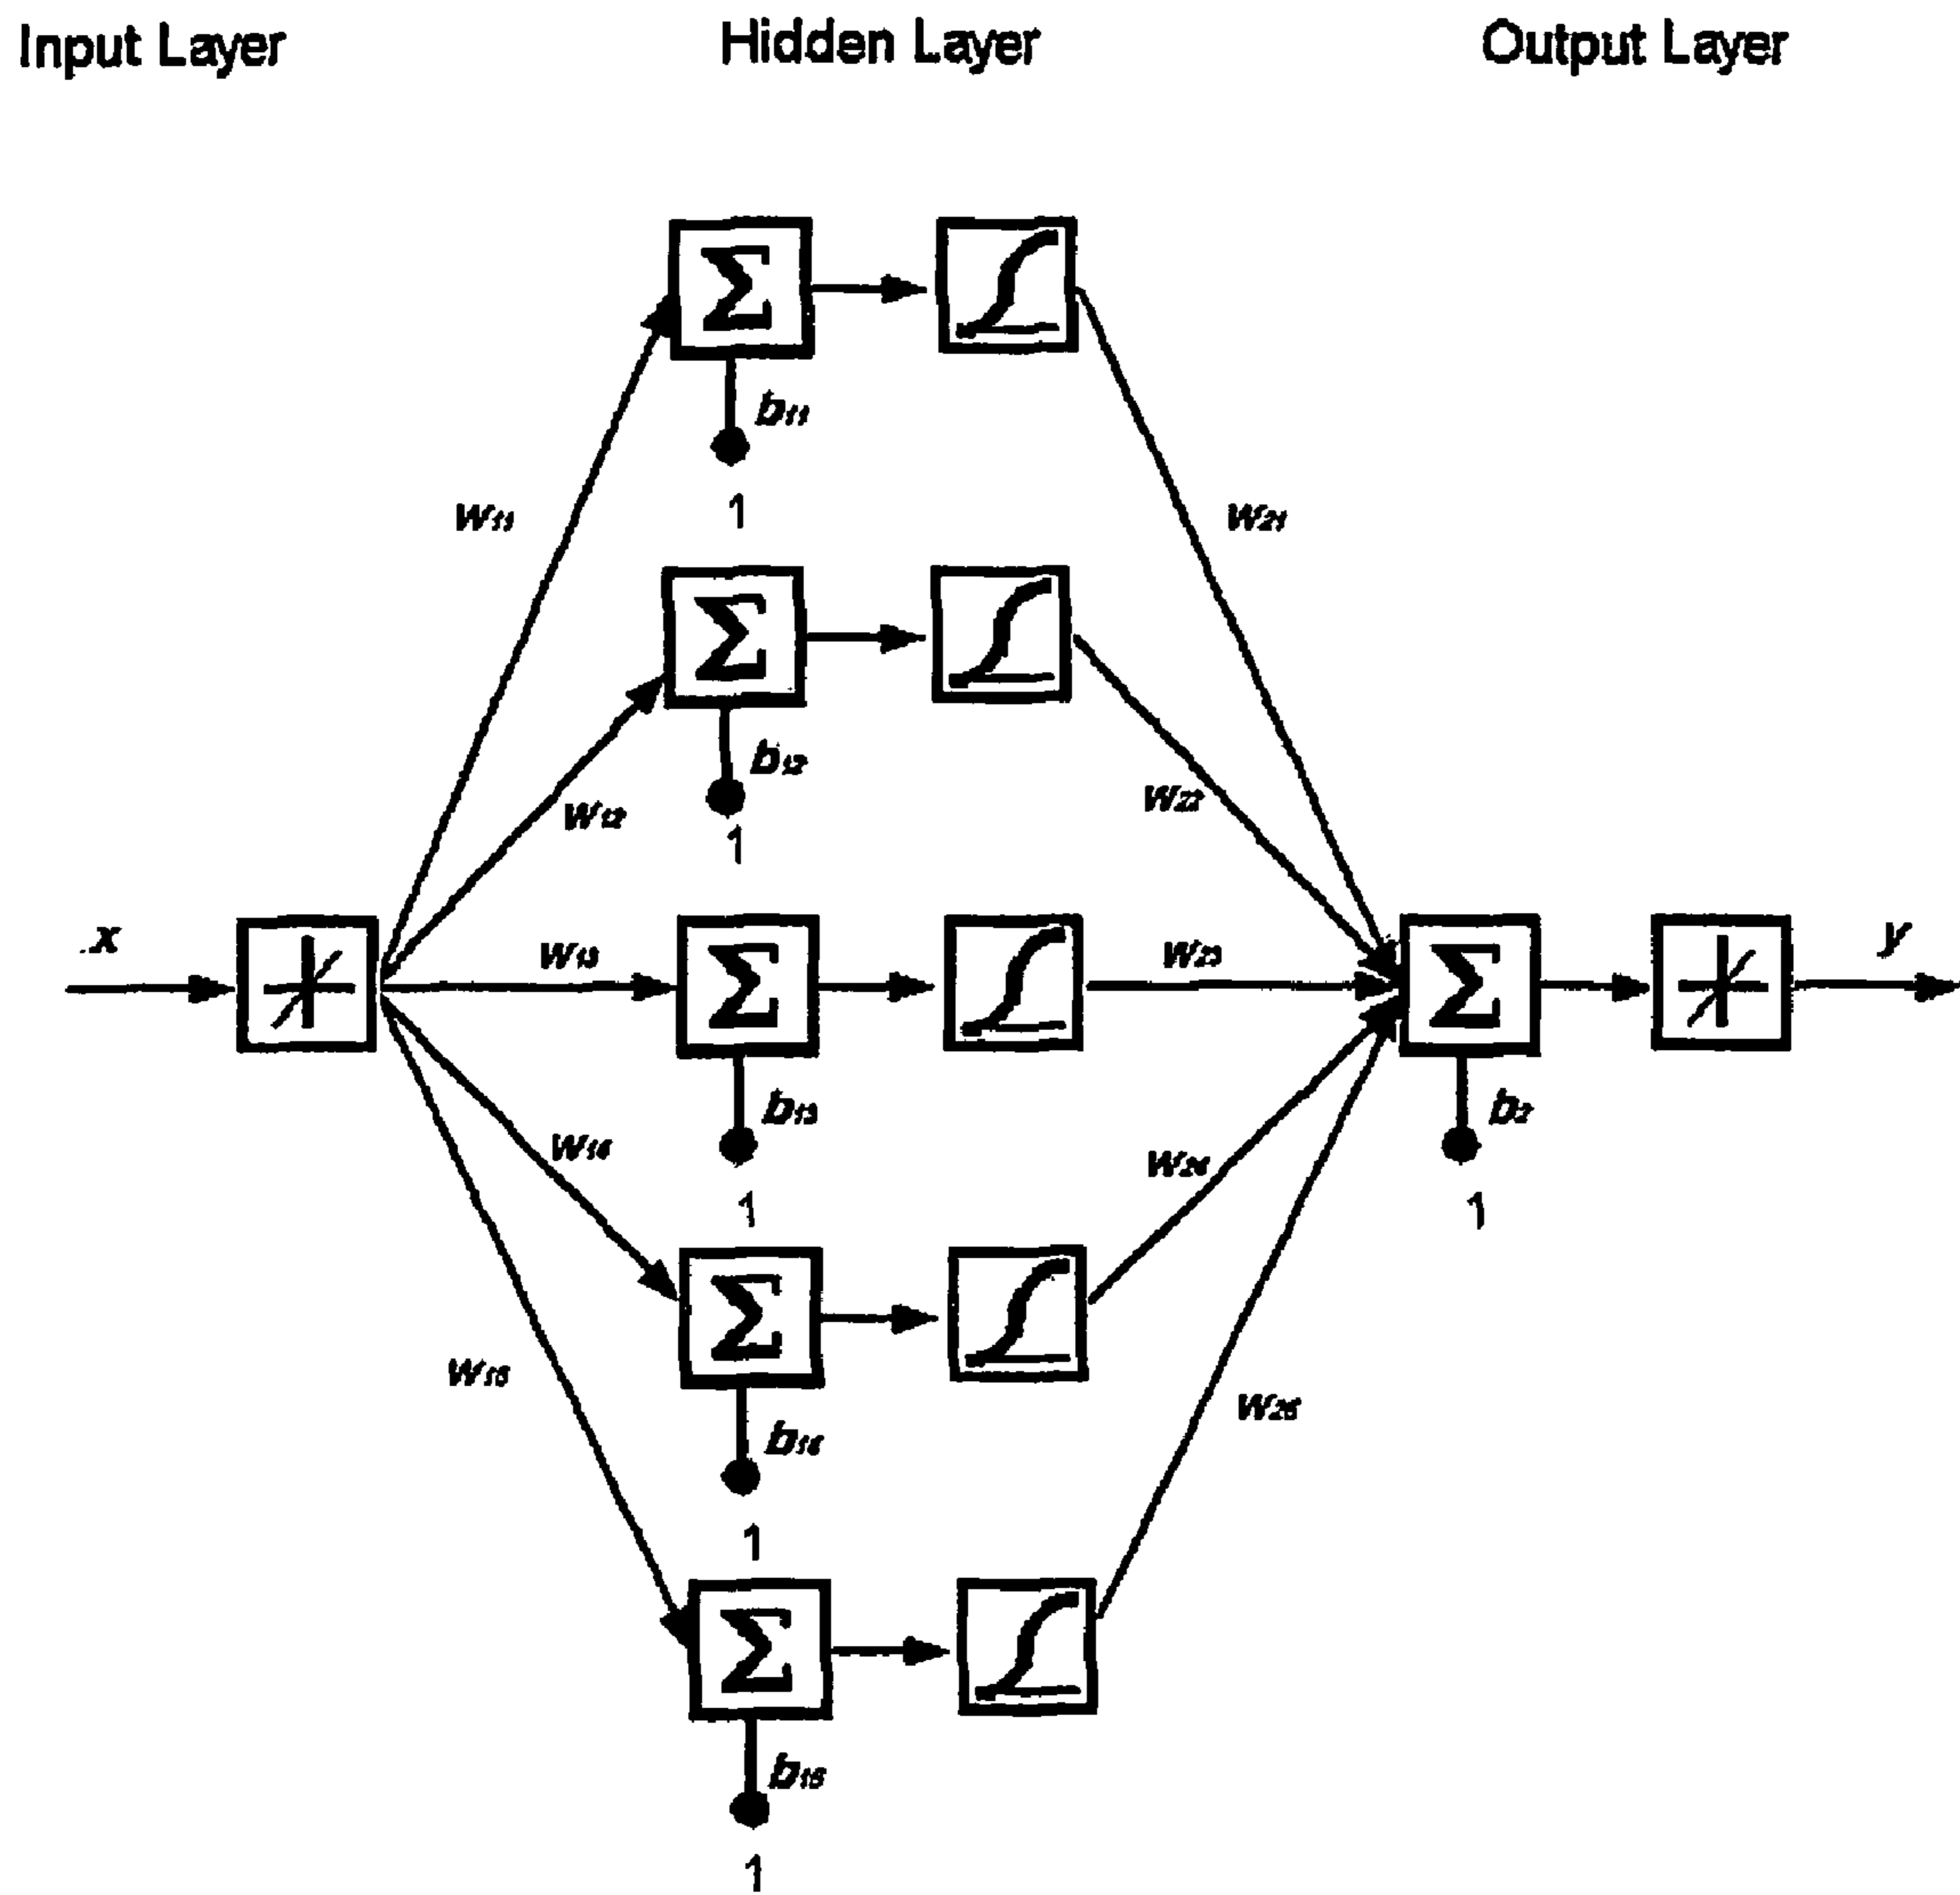 Input Layer Hidden Layer Output Layer
Σ
b11
1
w11
w21
Σ
b12
1
w12
w22
x
w13
Σ
w23
Σ
y
b13
1
b2
1
w14
w24
Σ
b14
1
w15
w25
Σ
b15
1